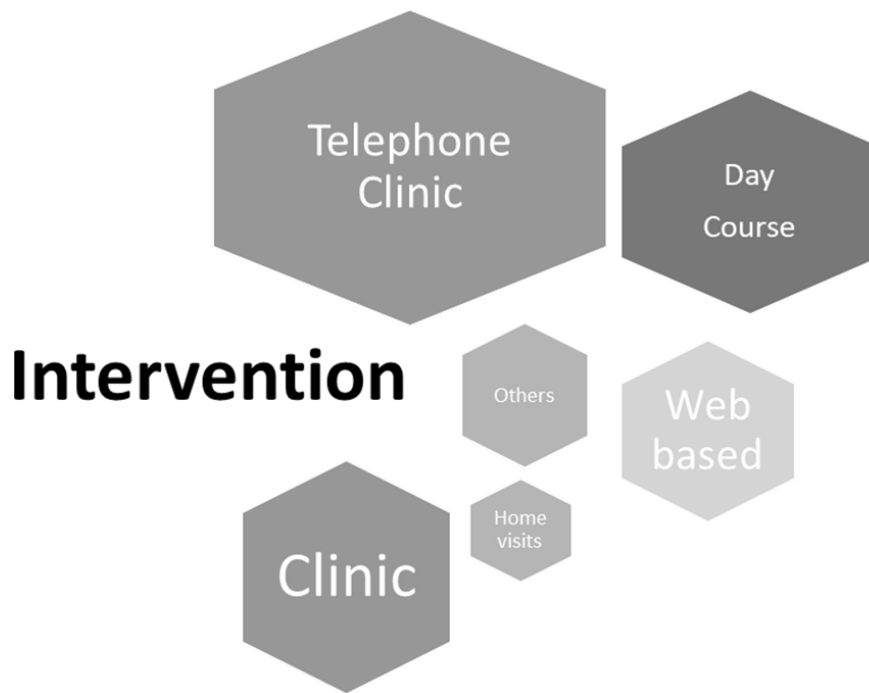 Telephone
Clinic
Day
Course
Intervention
Others
Web
based
Clinic
Home
visits